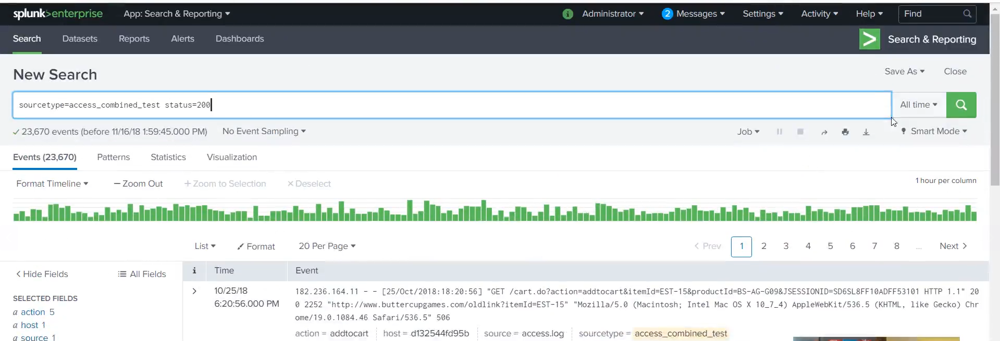 splunk>enterprise App: Search & Reporting i Administrator 2 Messages Settings Activity Help Find
Search Datasets Reports Alerts Dashboards Search & Reporting
New Search Save As Close
sourcetype=access_combined_test status=200 All time
23,670 events (before 11/16/18 1:59:45.000 PM) No Event Sampling Job Smart Mode
Events (23,670) Patterns Statistics Visualization
Format Timeline — Zoom Out + Zoom to Selection × Deselect 1 hour per column
List Format 20 Per Page < Prev 1 2 3 4 5 6 7 8 ... Next >
< Hide Fields All Fields i Time Event
SELECTED FIELDS
a action 5
a host 1
a source 1
> 10/25/18
6:20:56.000 PM
182.236.164.11 - - [25/Oct/2018:18:20:56] "GET /cart.do?action=addtocart&itemId=EST-15&productId=BS-AG-G09&JSESSIONID=SD6SL8FF10ADFF53101 HTTP 1.1" 20
0 2252 "http://www.buttercupgames.com/oldlink?itemId=EST-15" "Mozilla/5.0 (Macintosh; Intel Mac OS X 10_7_4) AppleWebKit/536.5 (KHTML, like Gecko) Chr
ome/19.0.1084.46 Safari/536.5" 506
action = addtocart host = d132544fd95b source = access.log sourcetype = access_combined_test